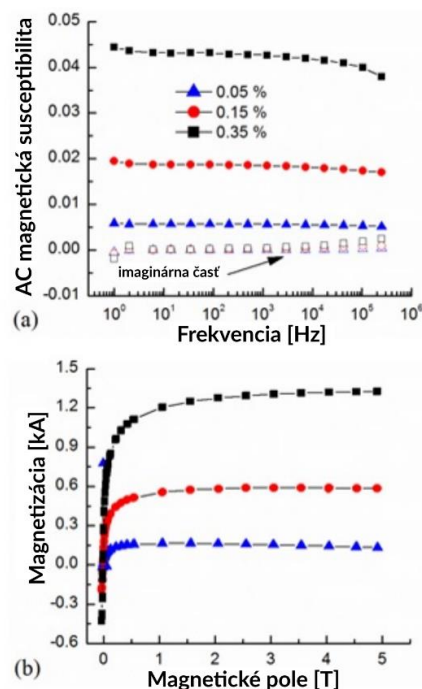 (a)
AC magnetická susceptibilita
0.05
0.04
0.03
0.02
0.01
0.00
-0.01
0.05 %
0.15 %
0.35 %
imaginárna časť
10⁰ 10¹ 10² 10³ 10⁴ 10⁵ 10⁶
Frekvencia [Hz]
(b)
Magnetizácia [kA]
1.5
1.2
0.9
0.6
0.3
0.0
-0.3
-0.6
0 1 2 3 4 5
Magnetické pole [T]